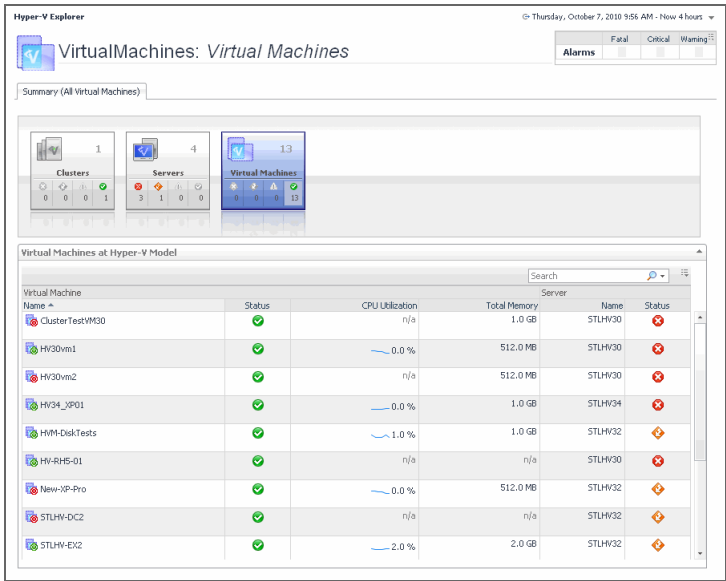 Hyper-V Explorer
Thursday, October 7, 2010 9:56 AM - Now 4 hours
VirtualMachines: Virtual Machines
Fatal Critical Warning
Alarms
Summary (All Virtual Machines)
1 4 13
Clusters Servers Virtual Machines
0 0 0 1 3 1 0 0 0 0 0 13
Virtual Machines at Hyper-V Model
Search
Virtual Machine Server
Name Status CPU Utilization Total Memory Name Status
ClusterTestVM30 n/a 1.0 GB STLHV30
HV30vm1 0.0 % 512.0 MB STLHV30
HV30vm2 n/a 512.0 MB STLHV30
HV34_XP01 0.0 % 1.0 GB STLHV34
HVM-DiskTests 1.0 % 1.0 GB STLHV32
HV-RH5-01 n/a n/a STLHV30
New-XP-Pro 0.0 % 512.0 MB STLHV32
STLHV-DC2 n/a n/a STLHV32
STLHV-EX2 2.0 % 2.0 GB STLHV32